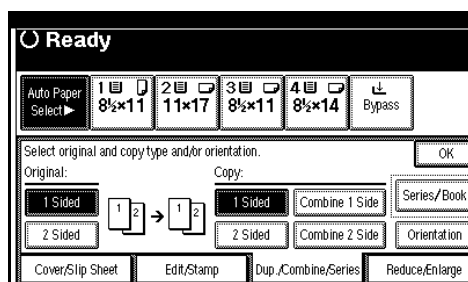 Ready
Auto Paper Select▶
1 8½×11
2 11×17
3 8½×11
4 8½×14
Bypass
Select original and copy type and/or orientation.
OK
Original:
Copy:
1 Sided
1 2 → 1 2
1 Sided
Combine 1 Side
Series/Book
2 Sided
2 Sided
Combine 2 Side
Orientation
Cover/Slip Sheet
Edit/Stamp
Dup./Combine/Series
Reduce/Enlarge